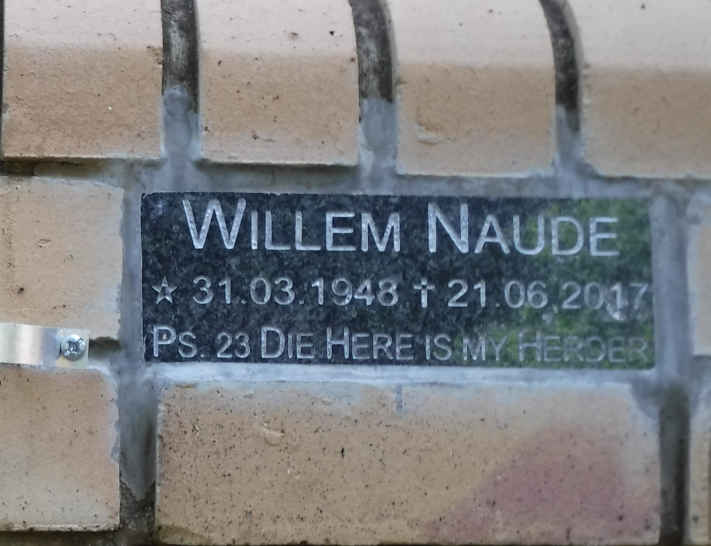 WILLEM NAUDE
☆ 31.03.1948 ✝ 21.06.2017
PS. 23 DIE HERE IS MY HERDER